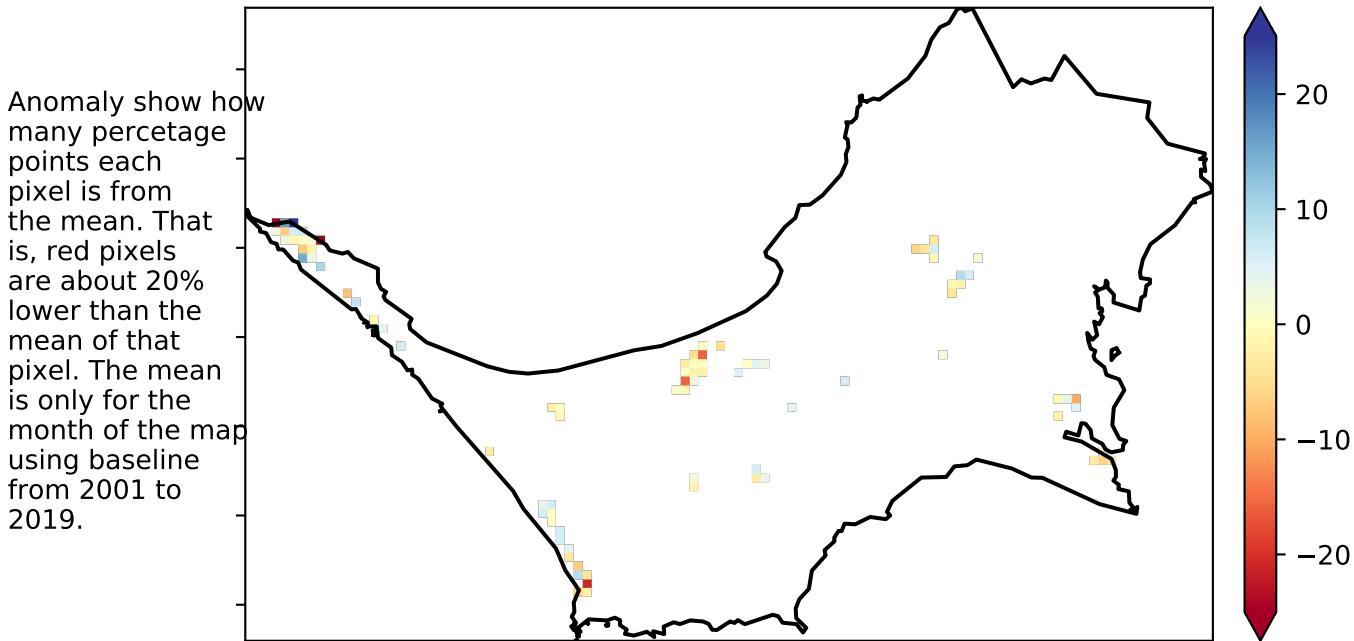 Anomaly show how
many percetage
points each
pixel is from
the mean. That
is, red pixels
are about 20%
lower than the
mean of that
pixel. The mean
is only for the
month of the map
using baseline
from 2001 to
2019.
20
10
0
−10
−20